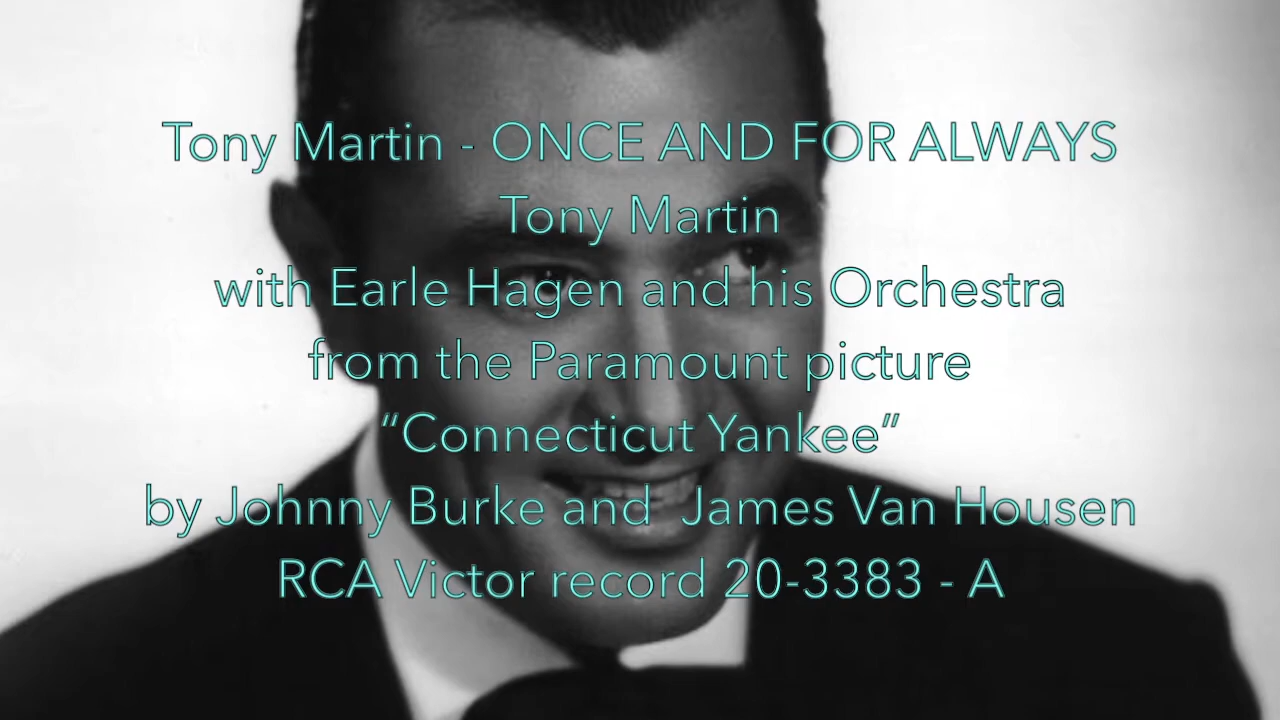 Tony Martin - ONCE AND FOR ALWAYS
Tony Martin
with Earle Hagen and his Orchestra
from the Paramount picture
“Connecticut Yankee”
by Johnny Burke and James Van Housen
RCA Victor record 20-3383 - A